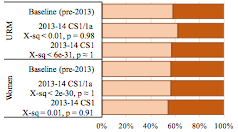 URM
Baseline (pre-2013)
2013-14 CS1/1a
X-sq < 0.01, p = 0.98
2013-14 CS1
X-sq < 6e-31, p ≈ 1
Women
Baseline (pre-2013)
2013-14 CS1/1a
X-sq < 2e-30, p ≈ 1
2013-14 CS1
X-sq = 0.01, p = 0.91
0% 20% 40% 60% 80% 100%